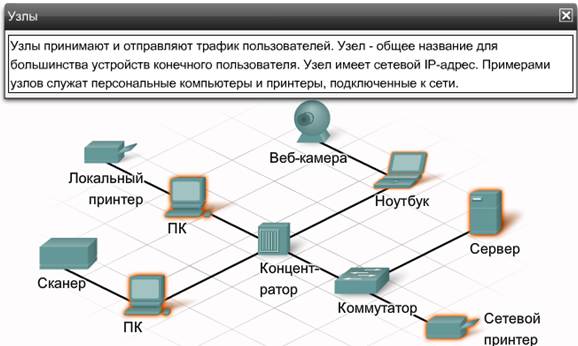 Узлы
Узлы принимают и отправляют трафик пользователей. Узел - общее название для
большинства устройств конечного пользователя. Узел имеет сетевой IP-адрес. Примерами
узлов служат персональные компьютеры и принтеры, подключенные к сети.
Веб-камера
Локальный
принтер
Ноутбук
ПК
Сервер
Концент-
ратор
Сканер
Коммутатор
ПК
Сетевой
принтер